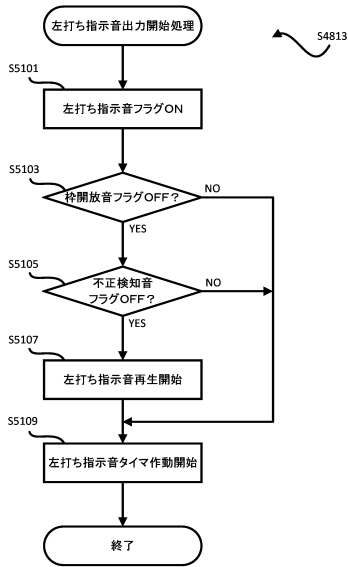 左打ち指示音出力開始処理
S4813
S5101
左打ち指示音フラグON
S5103
枠開放音フラグOFF?
NO
YES
S5105
不正検知音
フラグOFF?
NO
YES
S5107
左打ち指示音再生開始
S5109
左打ち指示音タイマ作動開始
終了